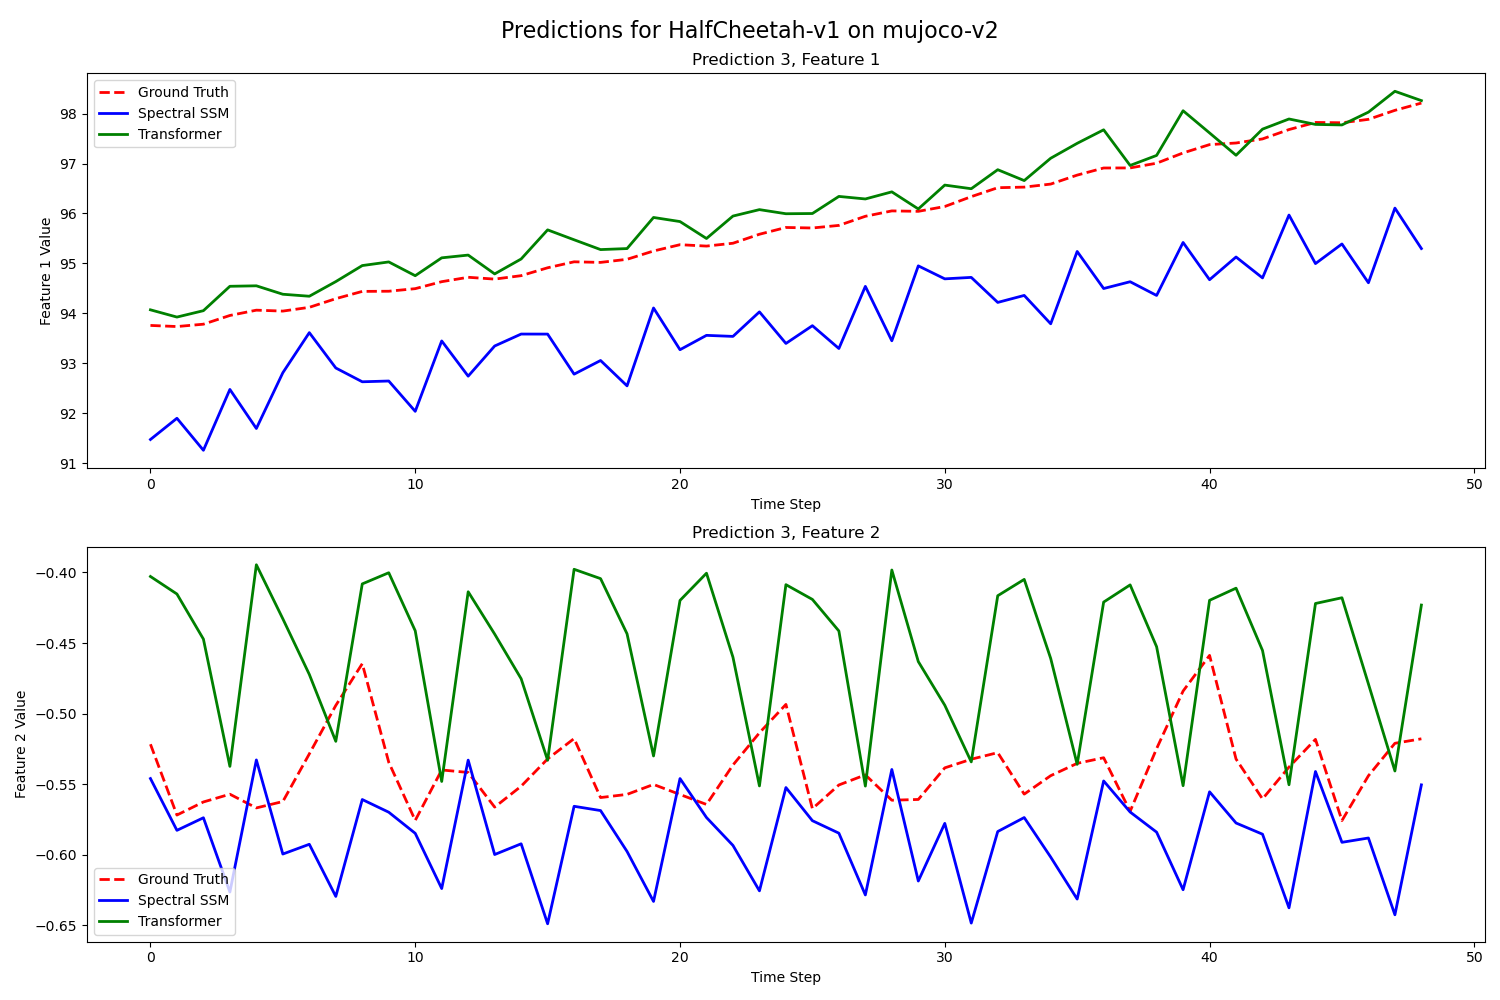 Predictions for HalfCheetah-v1 on mujoco-v2
Prediction 3, Feature 1
Ground Truth
Spectral SSM
Transformer
Feature 1 Value
98
97
96
95
94
93
92
91
0 10 20 30 40 50
Time Step
Prediction 3, Feature 2
Feature 2 Value
−0.40
−0.45
−0.50
−0.55
−0.60
−0.65
Ground Truth
Spectral SSM
Transformer
0 10 20 30 40 50
Time Step